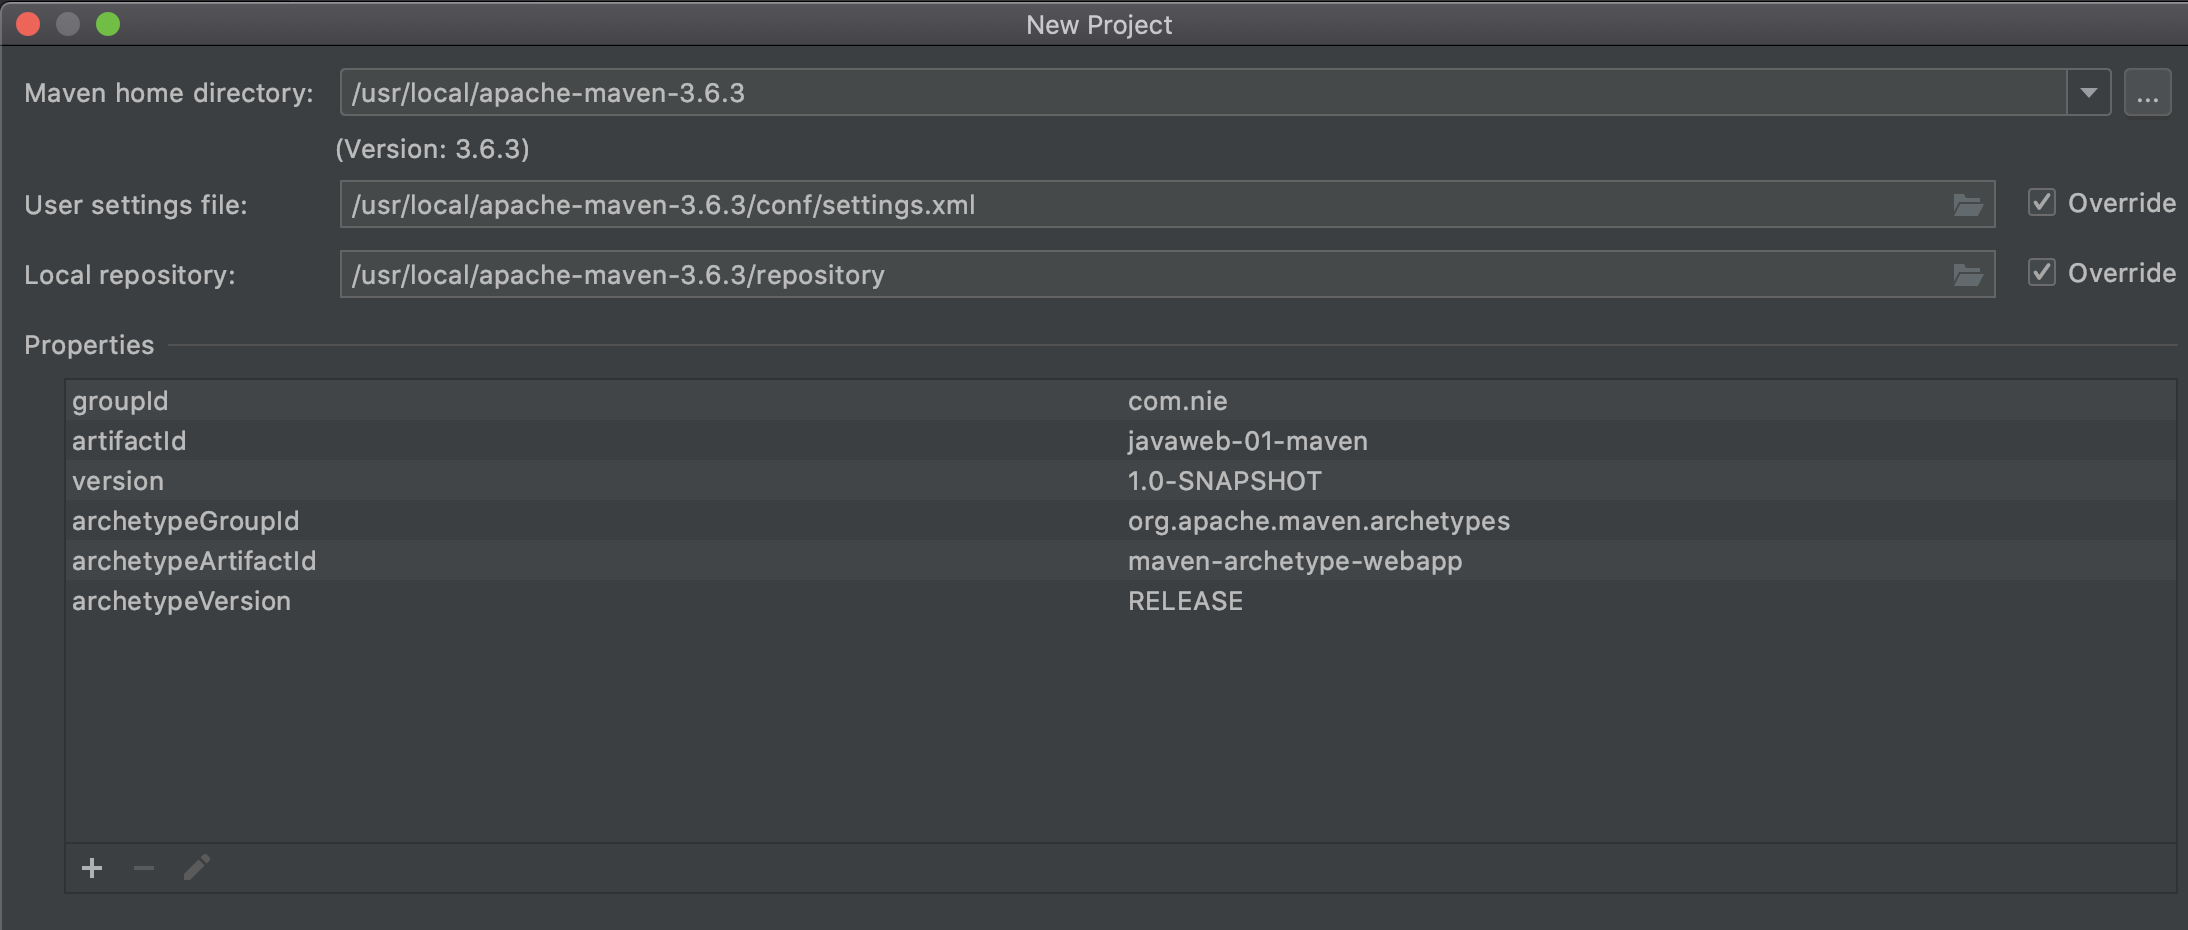 New Project
Maven home directory: /usr/local/apache-maven-3.6.3 ...
(Version: 3.6.3)
User settings file: /usr/local/apache-maven-3.6.3/conf/settings.xml Override
Local repository: /usr/local/apache-maven-3.6.3/repository Override
Properties
groupId com.nie
artifactId javaweb-01-maven
version 1.0-SNAPSHOT
archetypeGroupId org.apache.maven.archetypes
archetypeArtifactId maven-archetype-webapp
archetypeVersion RELEASE